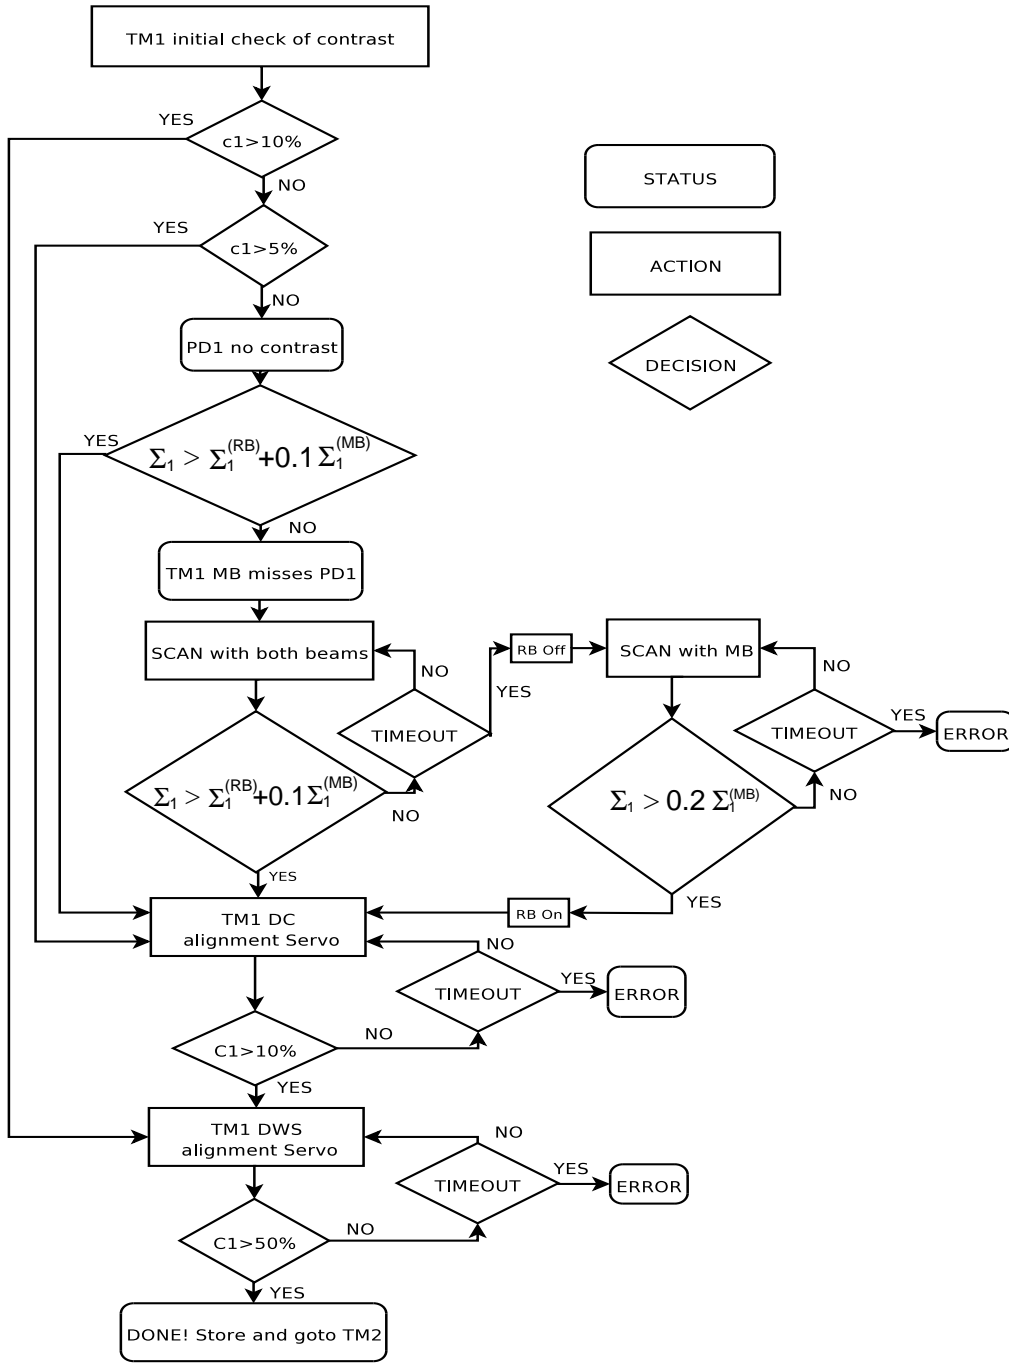 TM1 initial check of contrast
YES
c1>10%
NO
YES
c1>5%
NO
PD1 no contrast
YES
Σ₁ > Σ₁^(RB)+0.1 Σ₁^(MB)
NO
TM1 MB misses PD1
SCAN with both beams
NO
TIMEOUT
YES
RB Off
SCAN with MB
NO
TIMEOUT
YES
ERROR
Σ₁ > Σ₁^(RB)+0.1 Σ₁^(MB)
NO
Σ₁ > 0.2 Σ₁^(MB)
NO
YES
YES
RB On
TM1 DC
alignment Servo
NO
TIMEOUT
YES
ERROR
C1>10%
NO
YES
TM1 DWS
alignment Servo
NO
TIMEOUT
YES
ERROR
C1>50%
NO
YES
DONE! Store and goto TM2
STATUS
ACTION
DECISION